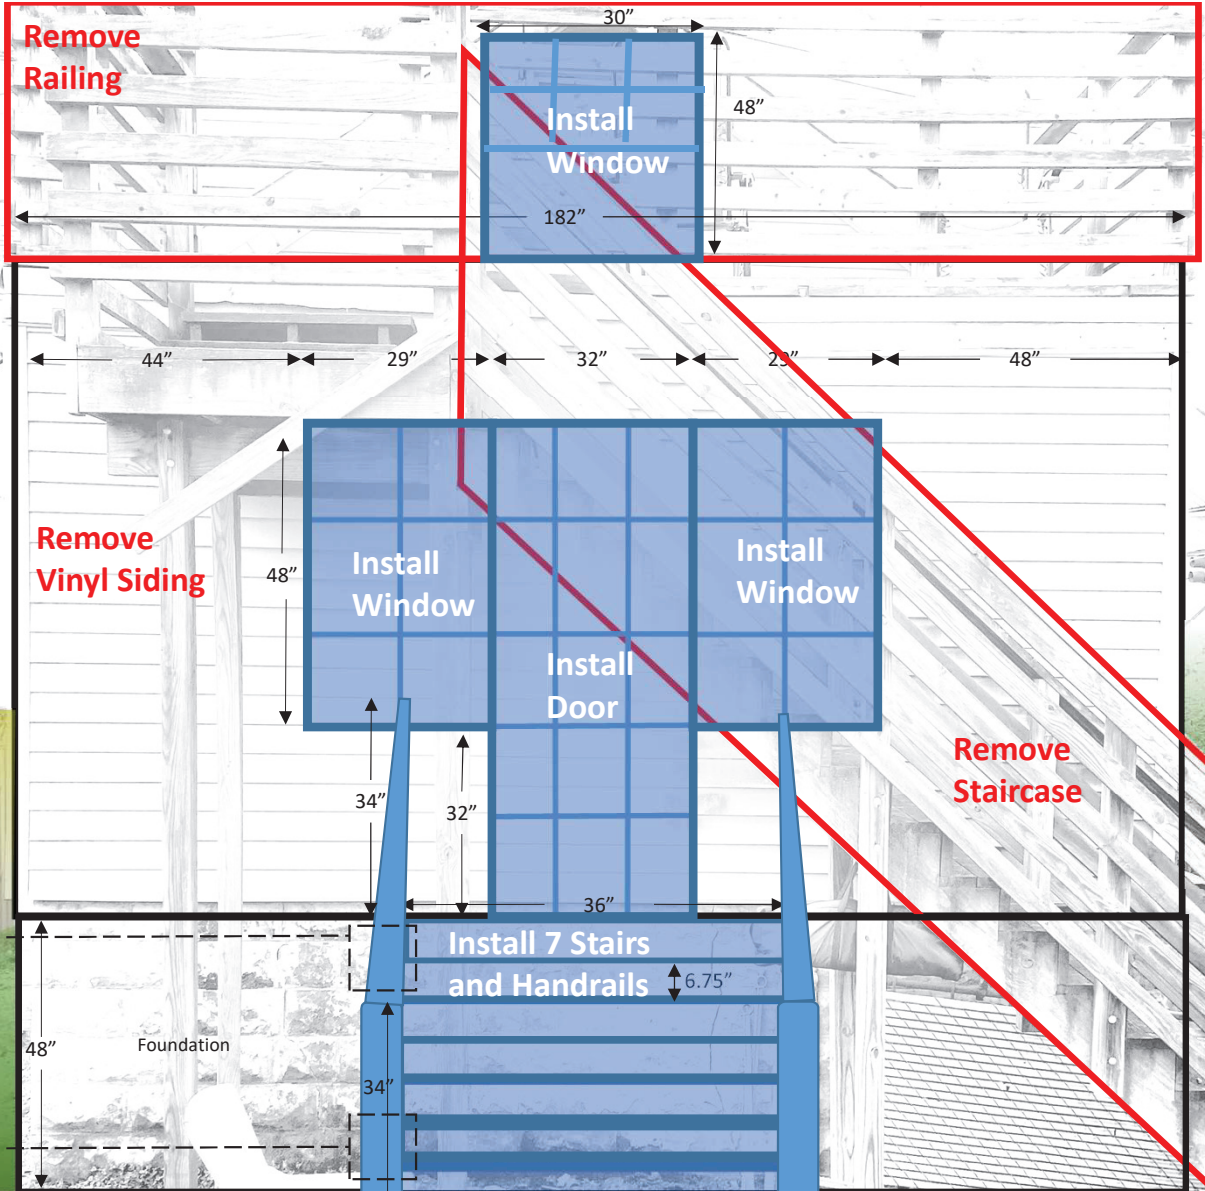 30”
Remove
Railing
48”
Install
Window
182”
44”
29”
32”
29”
48”
Remove
Vinyl Siding
48”
Install
Window
Install
Window
Install
Door
Remove
Staircase
34”
32”
36”
Install 7 Stairs
and Handrails
6.75”
48”
Foundation
34”